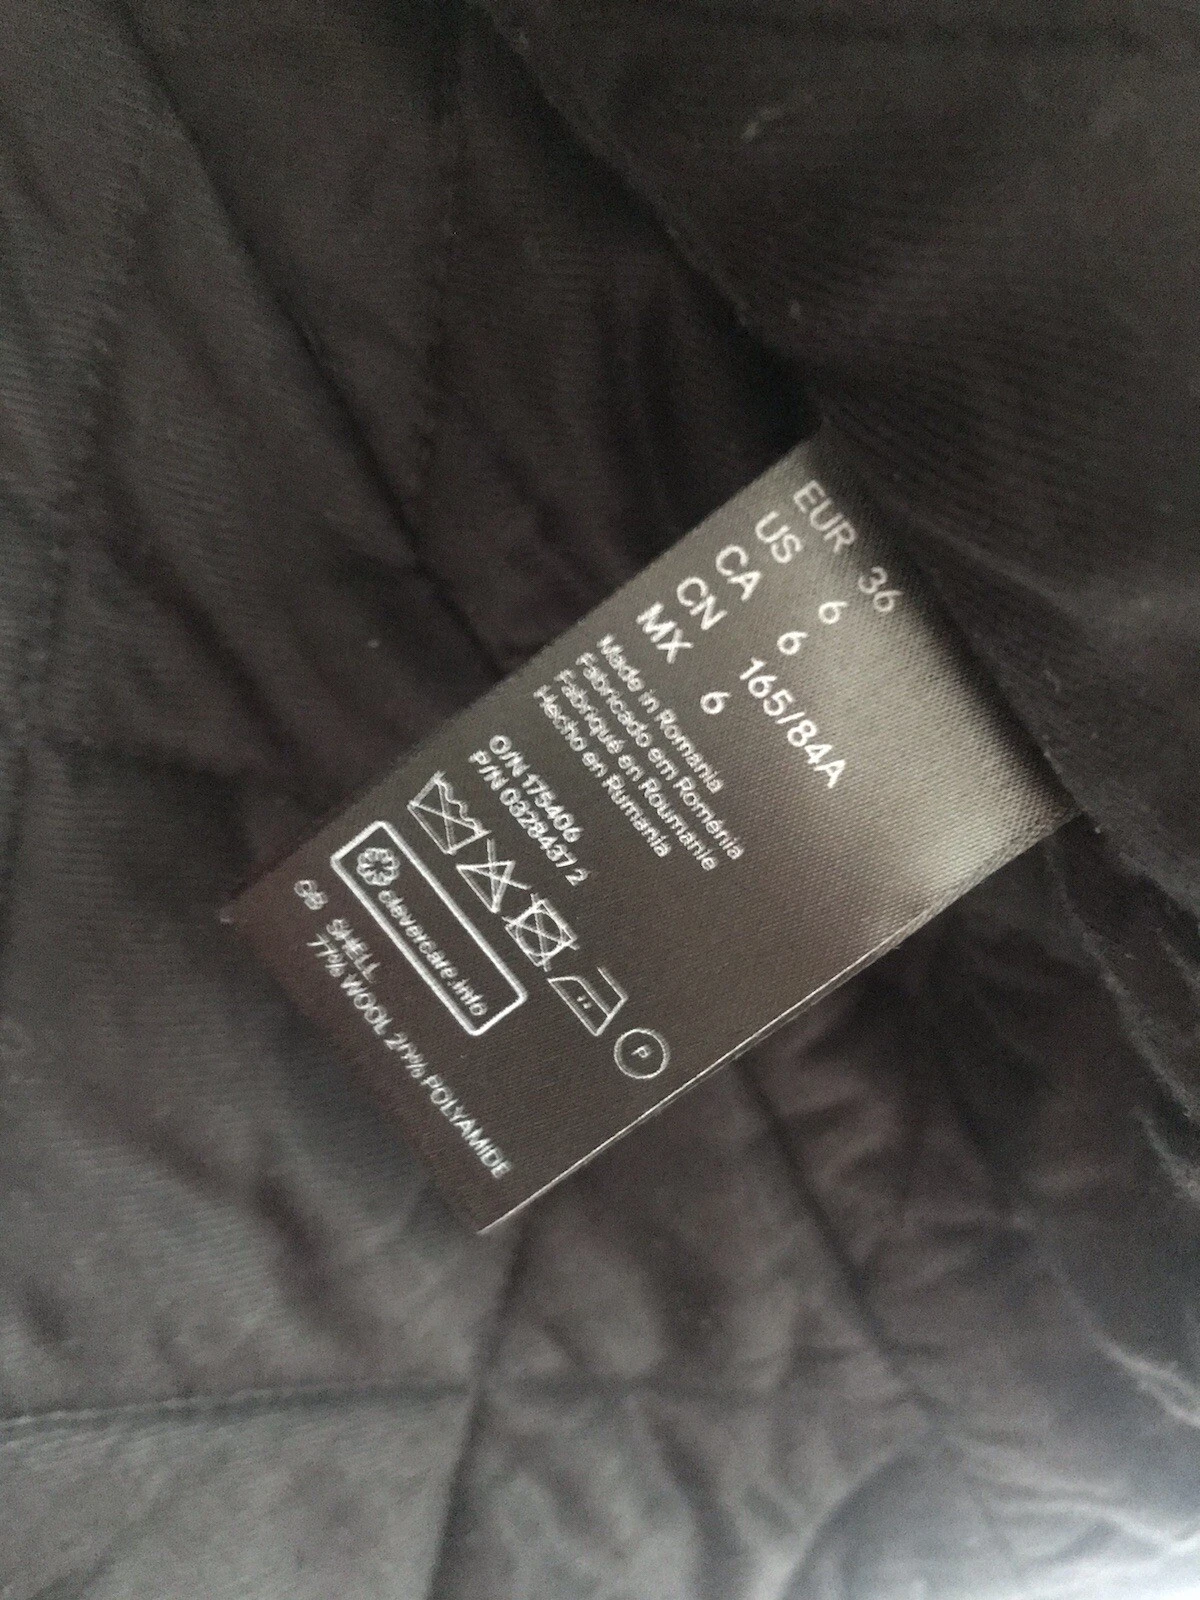 EUR 36
US 6
CA 6
CN 165/84A
MX 6
Made in Romania
Fabricado em Roménia
Fabriqué en Roumanie
Hecho en Rumania
O/N 175406
P/N 0328437 2
P
clevercare.info
GB SHELL
77% WOOL POLYAMIDE